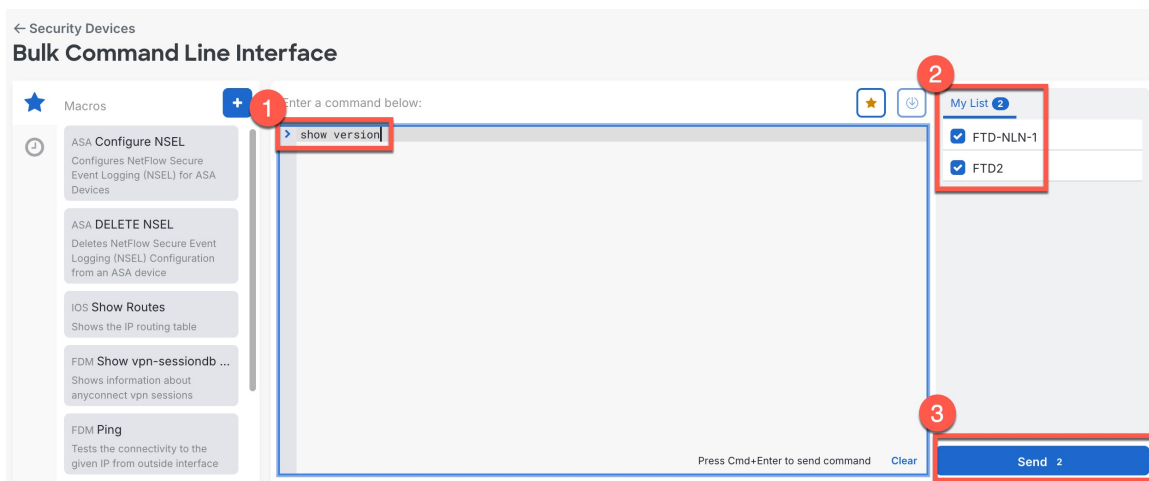 ← Security Devices
Bulk Command Line Interface
Macros
+
ASA Configure NSEL
Configures NetFlow Secure
Event Logging (NSEL) for ASA
Devices
ASA DELETE NSEL
Deletes NetFlow Secure Event
Logging (NSEL) Configuration
from an ASA device
IOS Show Routes
Shows the IP routing table
FDM Show vpn-sessiondb ...
Shows information about
anyconnect vpn sessions
FDM Ping
Tests the connectivity to the
given IP from outside interface
1
Enter a command below:
> show version
Press Cmd+Enter to send command Clear
2
My List 2
FTD-NLN-1
FTD2
3
Send 2